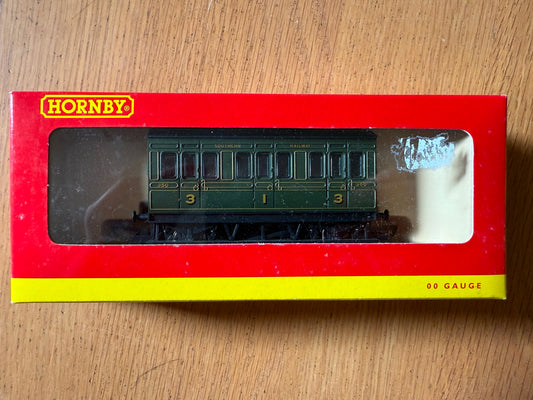 HORNBY®
SOUTHERN RAILWAY
3 1 3
00 GAUGE